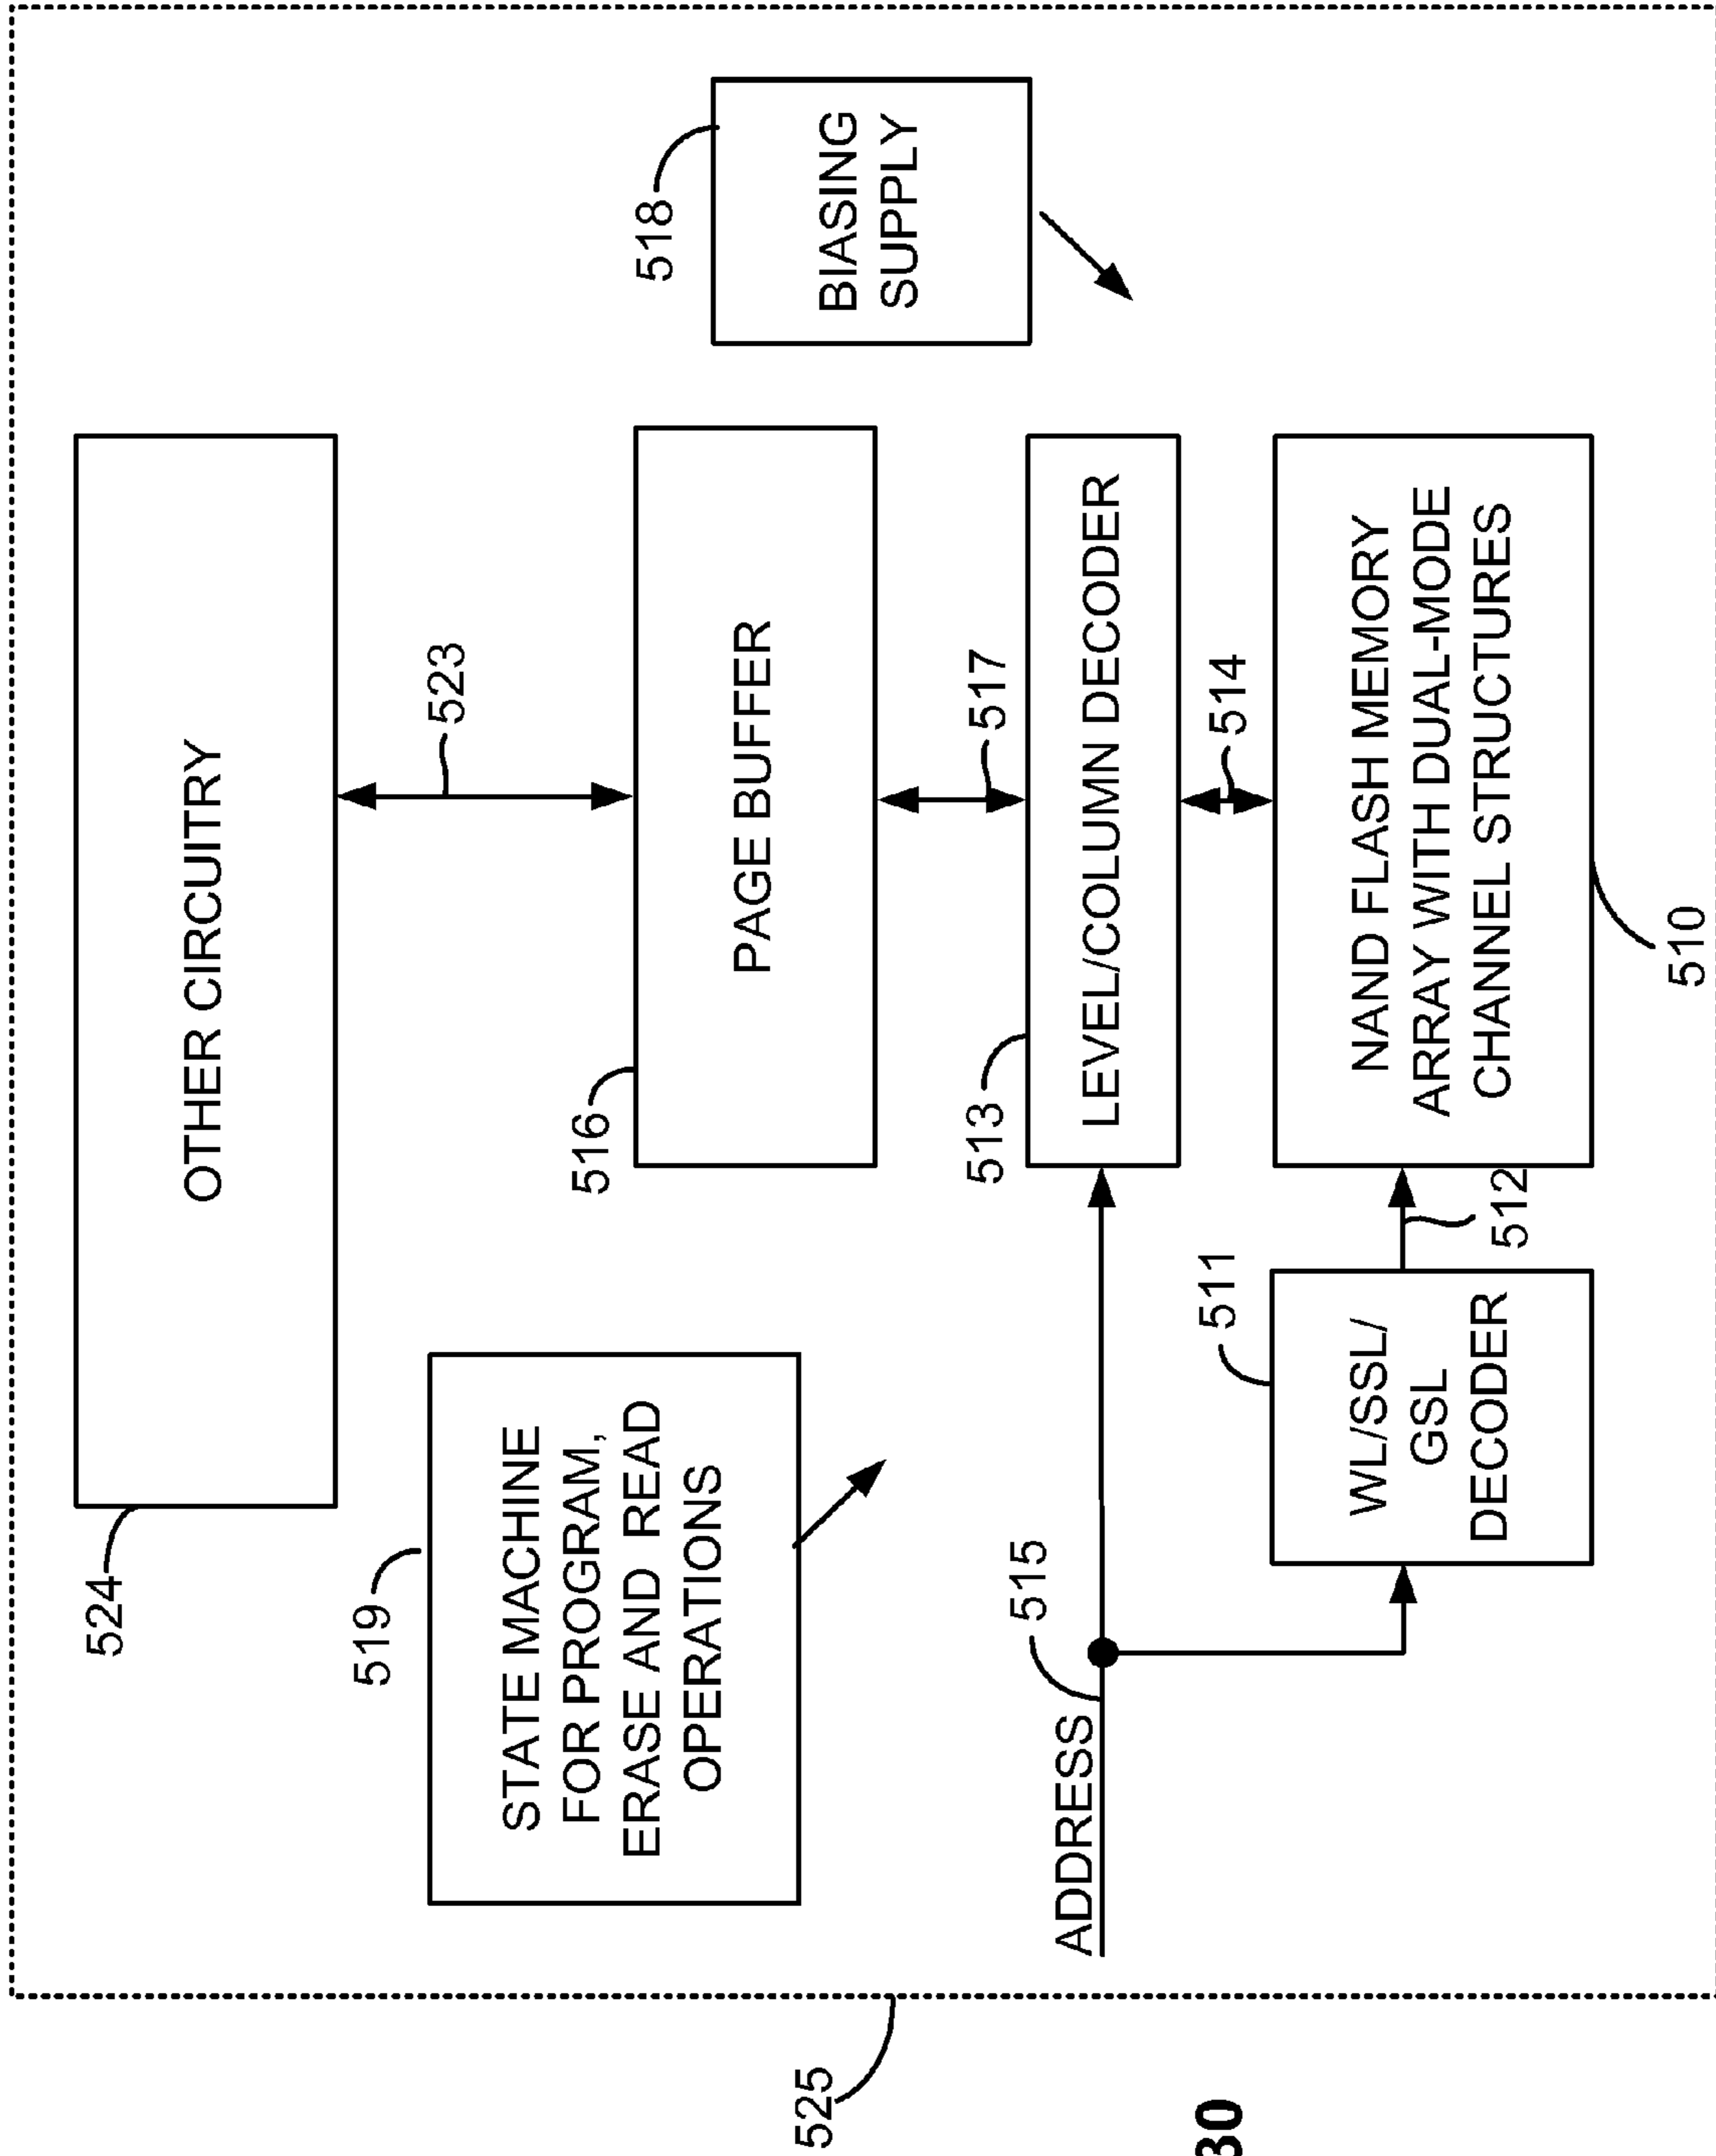 524
OTHER CIRCUITRY
523
519
STATE MACHINE
FOR PROGRAM,
ERASE AND READ
OPERATIONS
516
PAGE BUFFER
518
BIASING
SUPPLY
517
515
ADDRESS
513
LEVEL/COLUMN DECODER
514
511
WL/SSL/
GSL
DECODER
512
NAND FLASH MEMORY
ARRAY WITH DUAL-MODE
CHANNEL STRUCTURES
510
525
30